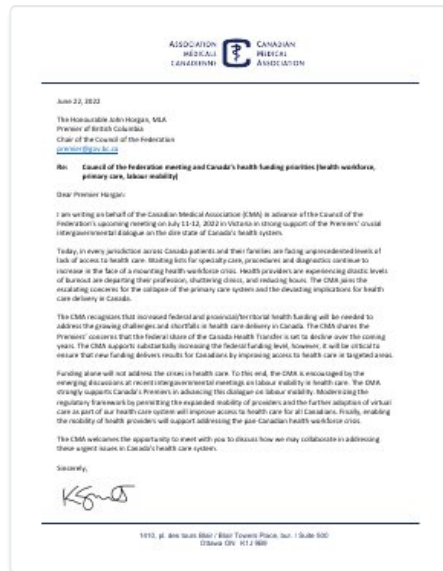 ASSOCIATION MÉDICALE CANADIENNE
CANADIAN MEDICAL ASSOCIATION
June 22, 2022
The Honourable John Horgan, MLA
Premier of British Columbia
Chair of the Council of the Federation
premier@gov.bc.ca
Re: Council of the Federation meeting and Canada's health funding priorities (health workforce,
primary care, labour mobility)
Dear Premier Horgan:
I am writing on behalf of the Canadian Medical Association (CMA) in advance of the Council of the
Federation's upcoming meeting on July 11-12, 2022 in Victoria in strong support of the Premiers' crucial
intergovernmental dialogue on the dire state of Canada's health system.
Today, in every jurisdiction across Canada patients and their families are facing unprecedented levels of
lack of access to health care. Waiting lists for specialty care, procedures and diagnostics continue to
increase in the face of a mounting health workforce crisis. Health providers are experiencing drastic levels
of burnout are departing their profession, shuttering clinics, and reducing hours. The CMA joins the
escalating concerns for the collapse of the primary care system and the devasting implications for health
care delivery in Canada.
The CMA recognizes that increased federal and provincial/territorial health funding will be needed to
address the growing challenges and shortfalls in health care delivery in Canada. The CMA shares the
Premiers' concerns that the federal share of the Canada Health Transfer is set to decline over the coming
years. The CMA supports substantially increasing the federal funding level, however, it will be critical to
ensure that new funding delivers results for Canadians by improving access to health care in targeted areas.
Funding alone will not address the crises in health care. To this end, the CMA is encouraged by the
emerging discussions at recent intergovernmental meetings on labour mobility in health care. The CMA
strongly supports Canada's Premiers in advancing this dialogue on labour mobility. Modernizing the
regulatory framework by permitting the expanded mobility of providers and the further adoption of virtual
care as part of our health care system will improve access to health care for all Canadians. Finally, enabling
the mobility of health providers will support addressing the pan-Canadian health workforce crisis.
The CMA welcomes the opportunity to meet with you to discuss how we may collaborate in addressing
these urgent issues in Canada's health care system.
Sincerely,
1410, pl. des tours Blair / Blair Towers Place, bur. / Suite 500
Ottawa ON K1J 9B9